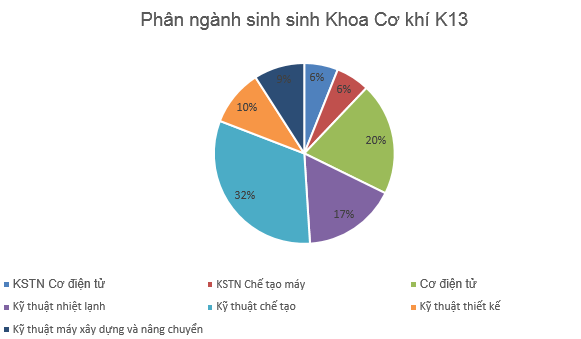 Phân ngành sinh sinh Khoa Cơ khí K13
6%
6%
20%
17%
32%
10%
9%
KSTN Cơ điện tử
KSTN Chế tạo máy
Cơ điện tử
Kỹ thuật nhiệt lạnh
Kỹ thuật chế tạo
Kỹ thuật thiết kế
Kỹ thuật máy xây dựng và nâng chuyển